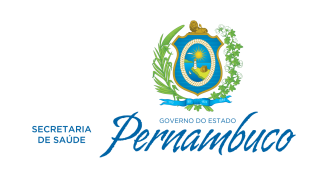 SECRETARIA
DE SAÚDE
GOVERNO DO ESTADO
Pernambuco